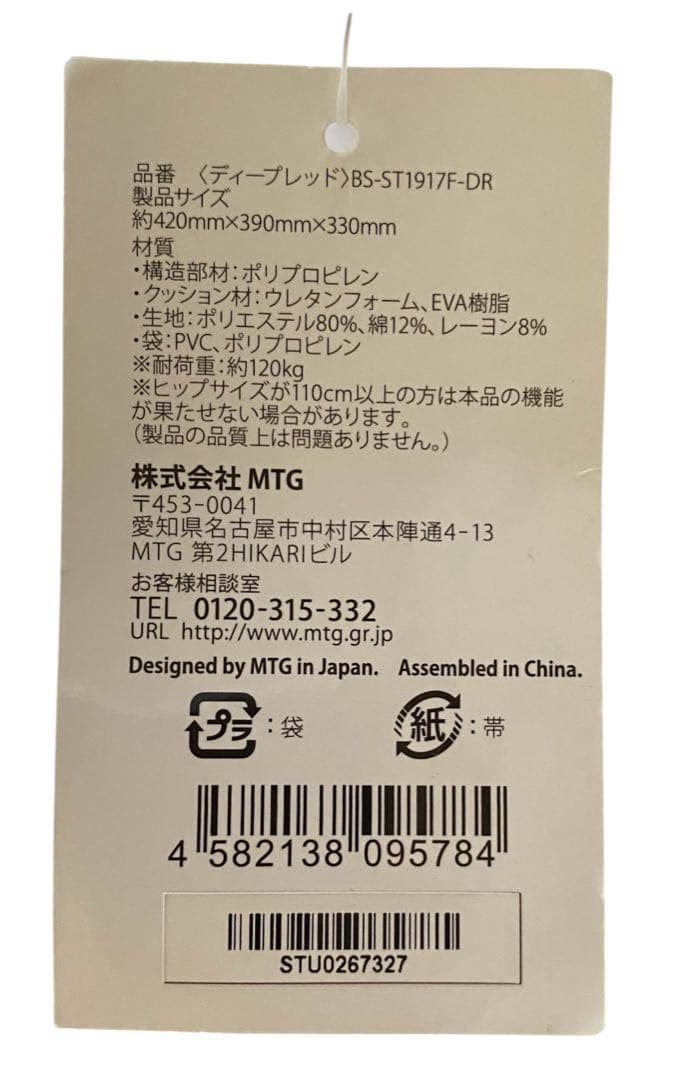 品番　〈ディープレッド〉BS-ST1917F-DR
製品サイズ
約420mm×390mm×330mm
材質
・構造部材：ポリプロピレン
・クッション材：ウレタンフォーム、EVA樹脂
・生地：ポリエステル80%、綿12%、レーヨン8%
・袋：PVC、ポリプロピレン
※耐荷重：約120kg
※ヒップサイズが110cm以上の方は本品の機能
が果たせない場合があります。
（製品の品質上は問題ありません。）
株式会社 MTG
〒453-0041
愛知県名古屋市中村区本陣通4-13
MTG 第2HIKARIビル
お客様相談室
TEL 0120-315-332
URL http://www.mtg.gr.jp
Designed by MTG in Japan. Assembled in China.
プラ：袋　紙：帯
4 582138 095784
STU0267327